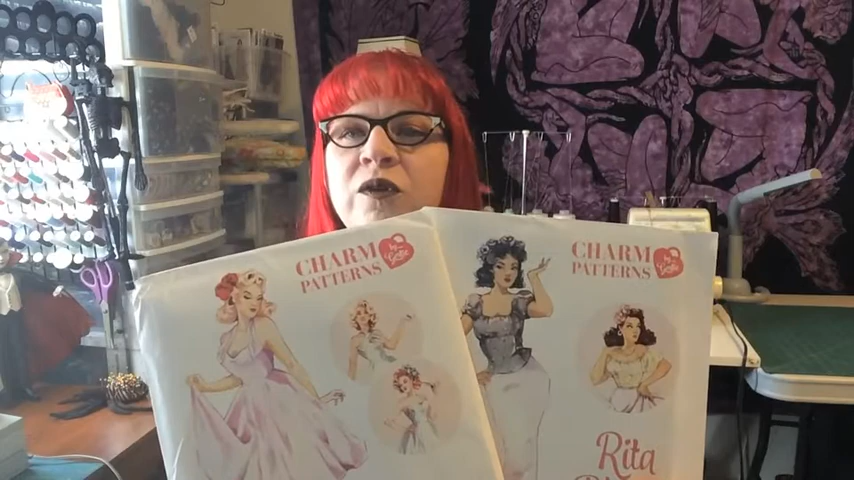 CHARM
PATTERNS
by
Gertie
CHARM
PATTERNS
by
Gertie
Rita